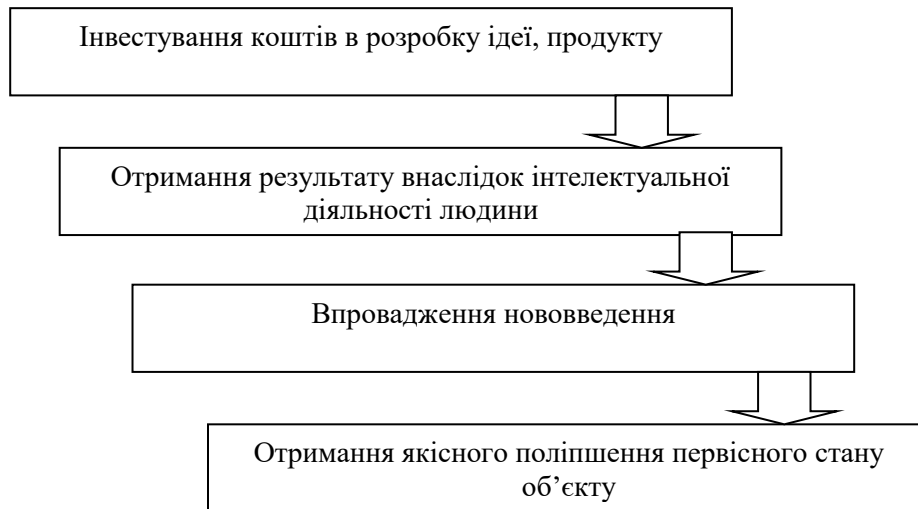 Інвестування коштів в розробку ідеї, продукту
Отримання результату внаслідок інтелектуальної
діяльності людини
Впровадження нововведення
Отримання якісного поліпшення первісного стану
об’єкту